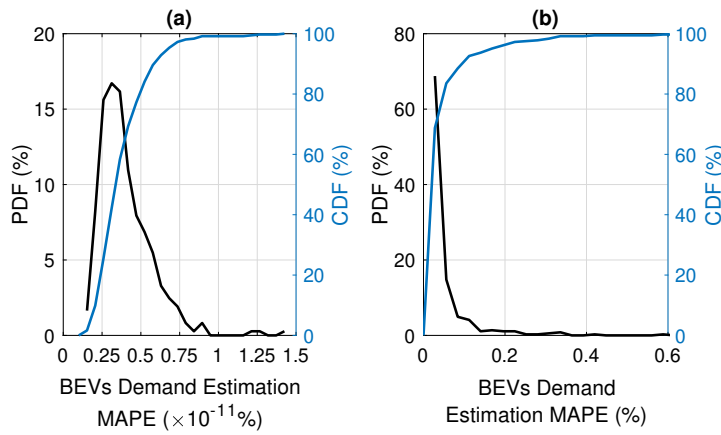 (a)
20
15
10
5
0
PDF (%)
100
80
60
40
20
0
CDF (%)
0 0.25 0.5 0.75 1 1.25 1.5
BEVs Demand Estimation
MAPE (×10⁻¹¹%)
(b)
80
60
40
20
0
PDF (%)
100
80
60
40
20
0
CDF (%)
0 0.2 0.4 0.6
BEVs Demand
Estimation MAPE (%)